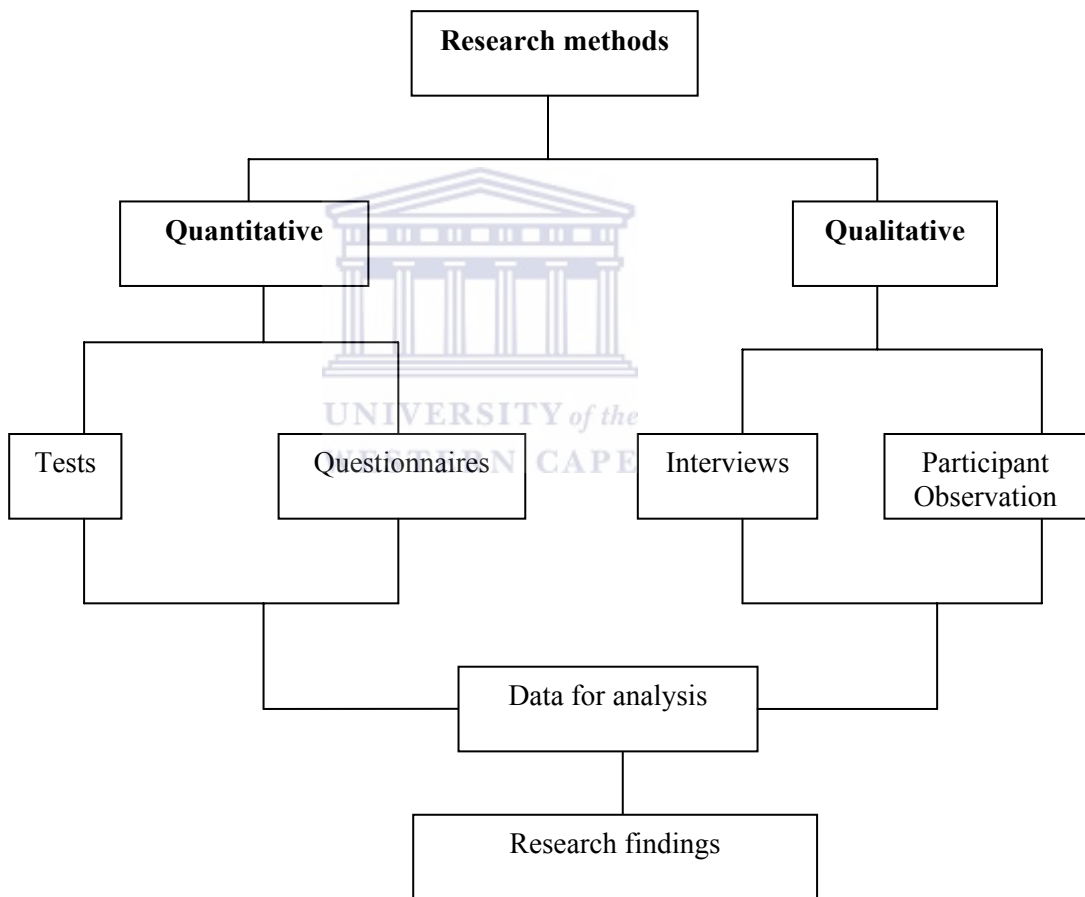 Research methods
Quantitative
Qualitative
UNIVERSITY of the
WESTERN CAPE
Tests
Questionnaires
Interviews
Participant
Observation
Data for analysis
Research findings